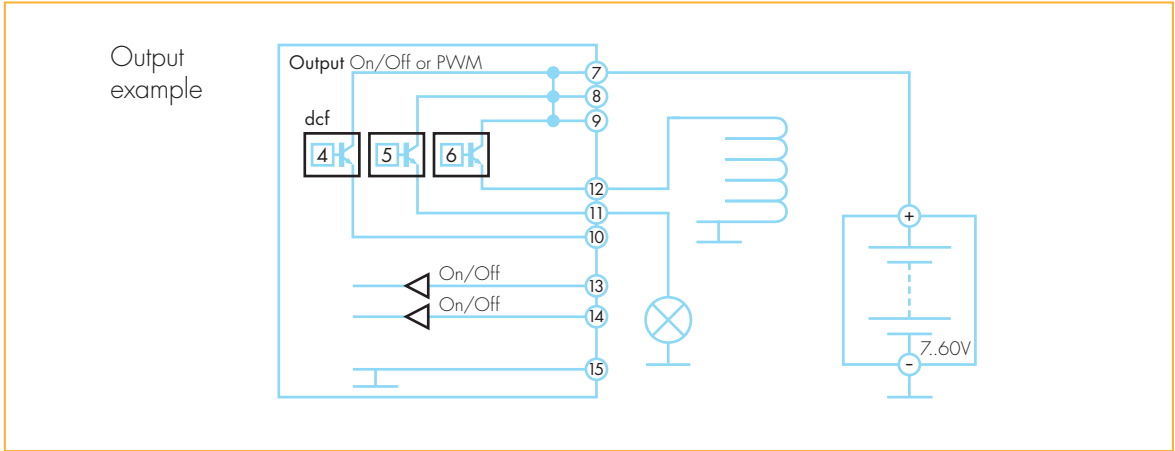 Output
example
Output On/Off or PWM
7
8
9
dcf
4 5 6
12
11
10
On/Off
13
On/Off
14
15
+
7..60V
-